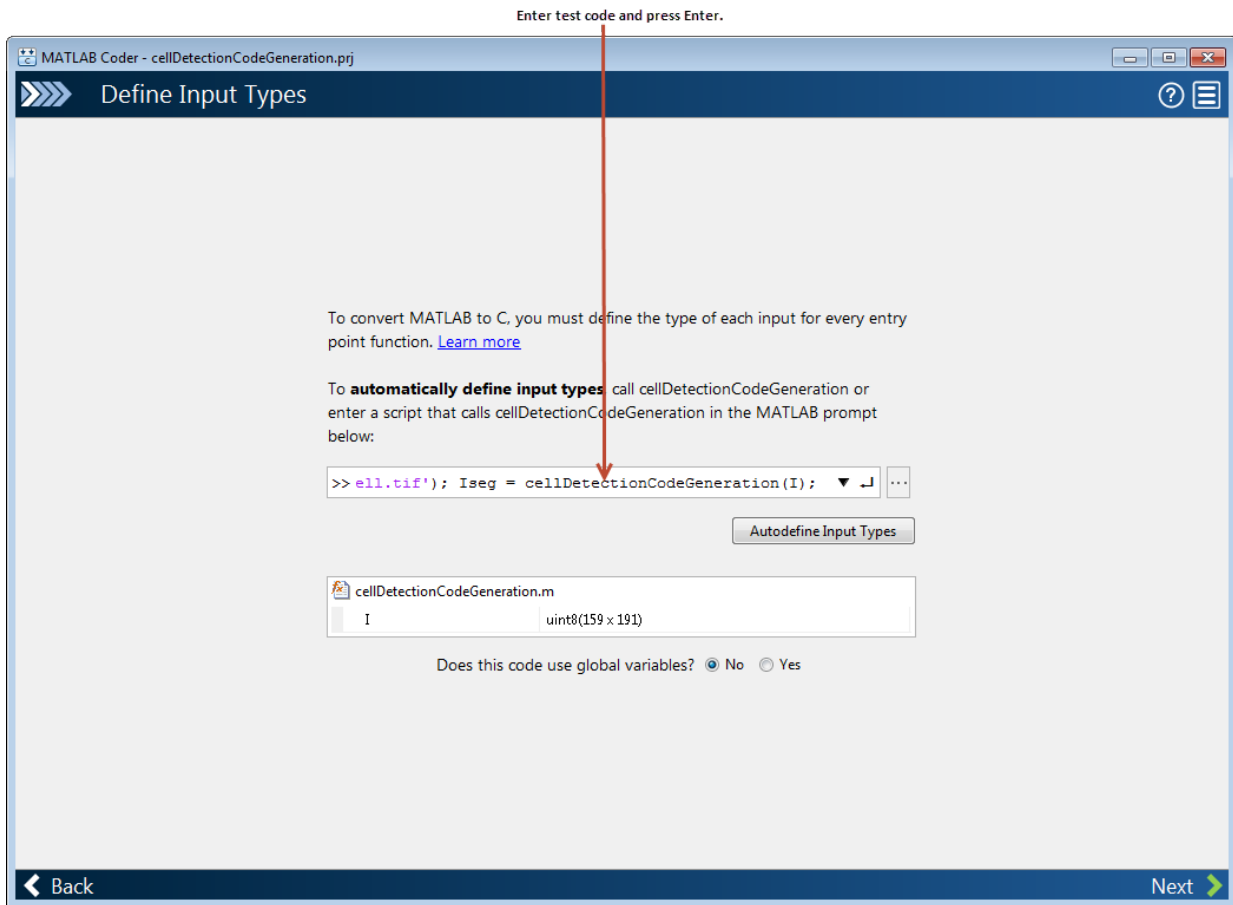 Enter test code and press Enter.
MATLAB Coder - cellDetectionCodeGeneration.prj
Define Input Types
To convert MATLAB to C, you must define the type of each input for every entry
point function. Learn more
To automatically define input types, call cellDetectionCodeGeneration or
enter a script that calls cellDetectionCodeGeneration in the MATLAB prompt
below:
>> ell.tif'); Iseg = cellDetectionCodeGeneration(I);
...
Autodefine Input Types
cellDetectionCodeGeneration.m
I uint8(159 x 191)
Does this code use global variables? No Yes
Back Next